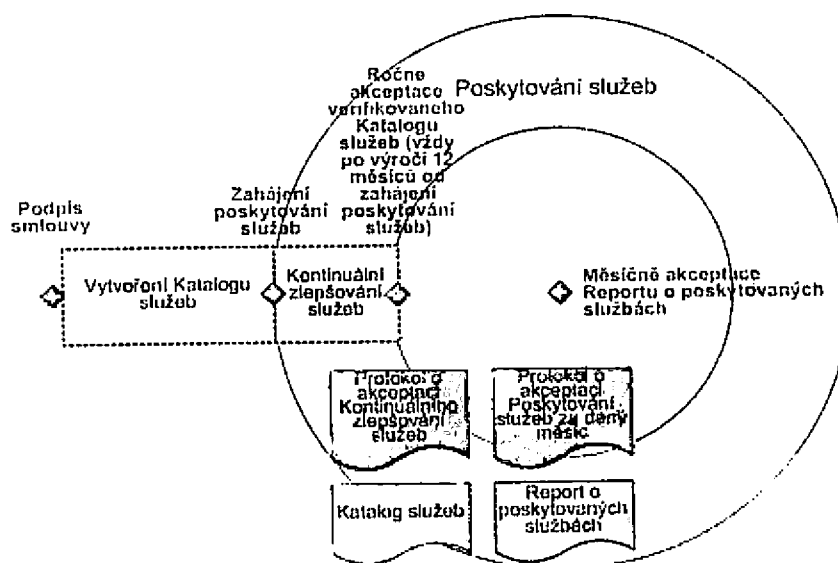 Ročne
akceptace
verifikovaneho
Katalogu
služeb (vždy
po výročí 12
měsíců od
zahájení
poskytování
služeb)
Poskytování služeb
Podpis
smlouvy
Zahájení
poskytování
služeb
Vytvoření Katalogu
služeb
Kontinuální
zlepšování
služeb
Měsíčně akceptace
Reportu o poskytovaných
službách
Protokol o
akceptaci
Kontinuálního
zlepšování
služeb
Protokol o
akceptaci
Poskytování
služeb za daný
měsíc
Katalog služeb
Report o
poskytovaných
službách